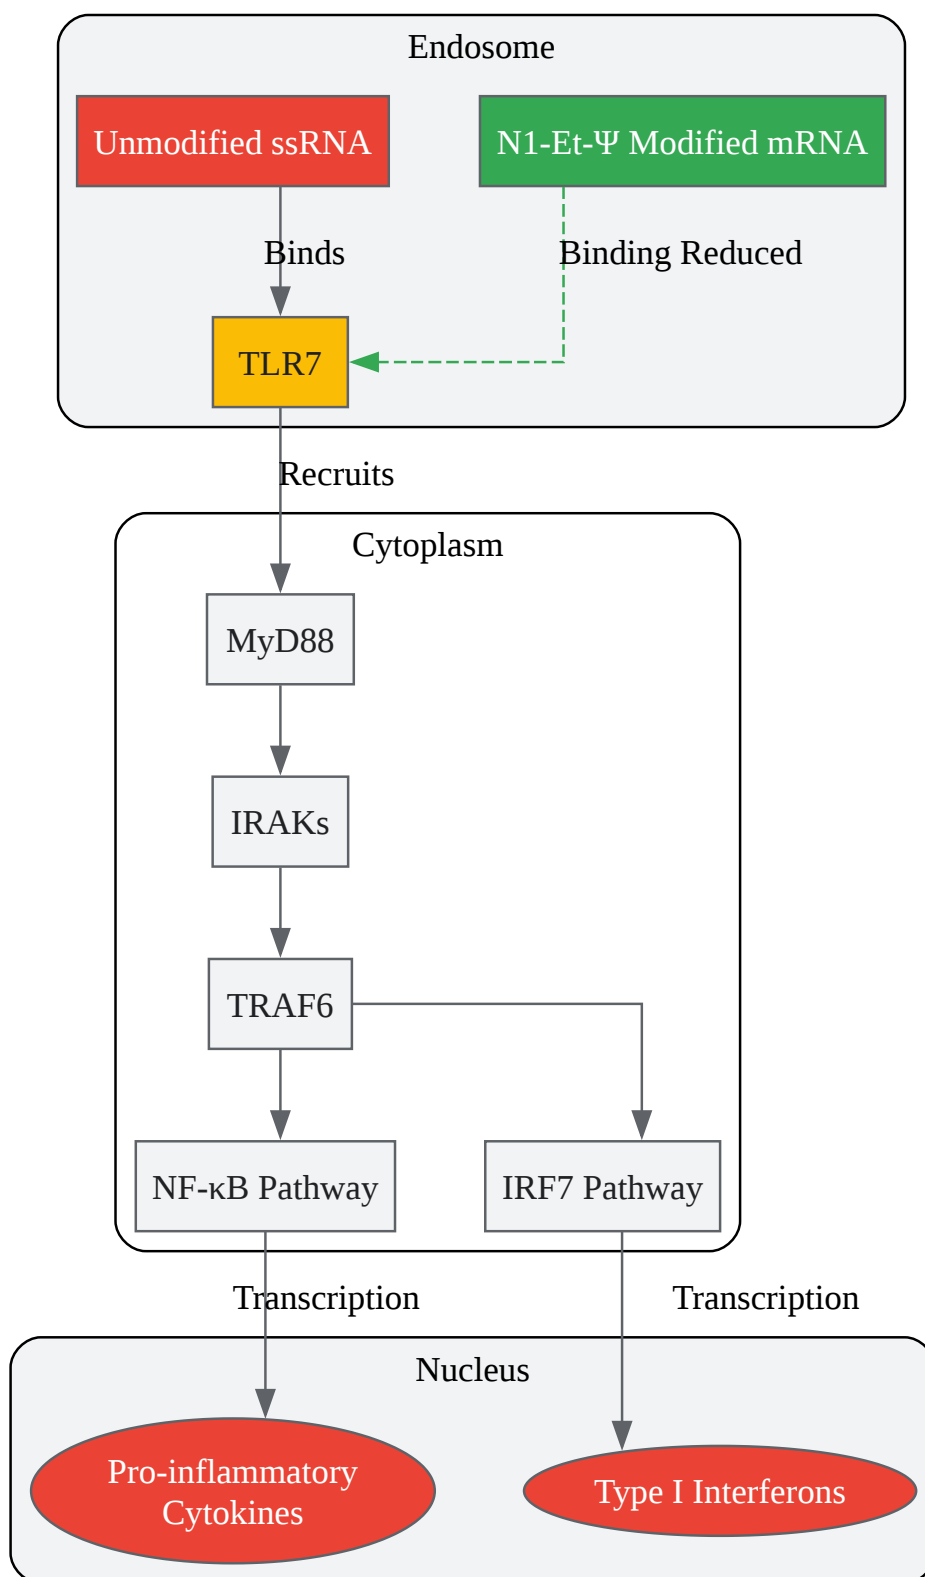 Endosome
Unmodified ssRNA
N1-Et-Ψ Modified mRNA
Binds
Binding Reduced
TLR7
Recruits
Cytoplasm
MyD88
IRAKs
TRAF6
NF-κB Pathway
IRF7 Pathway
Transcription
Transcription
Nucleus
Pro-inflammatory
Cytokines
Type I Interferons